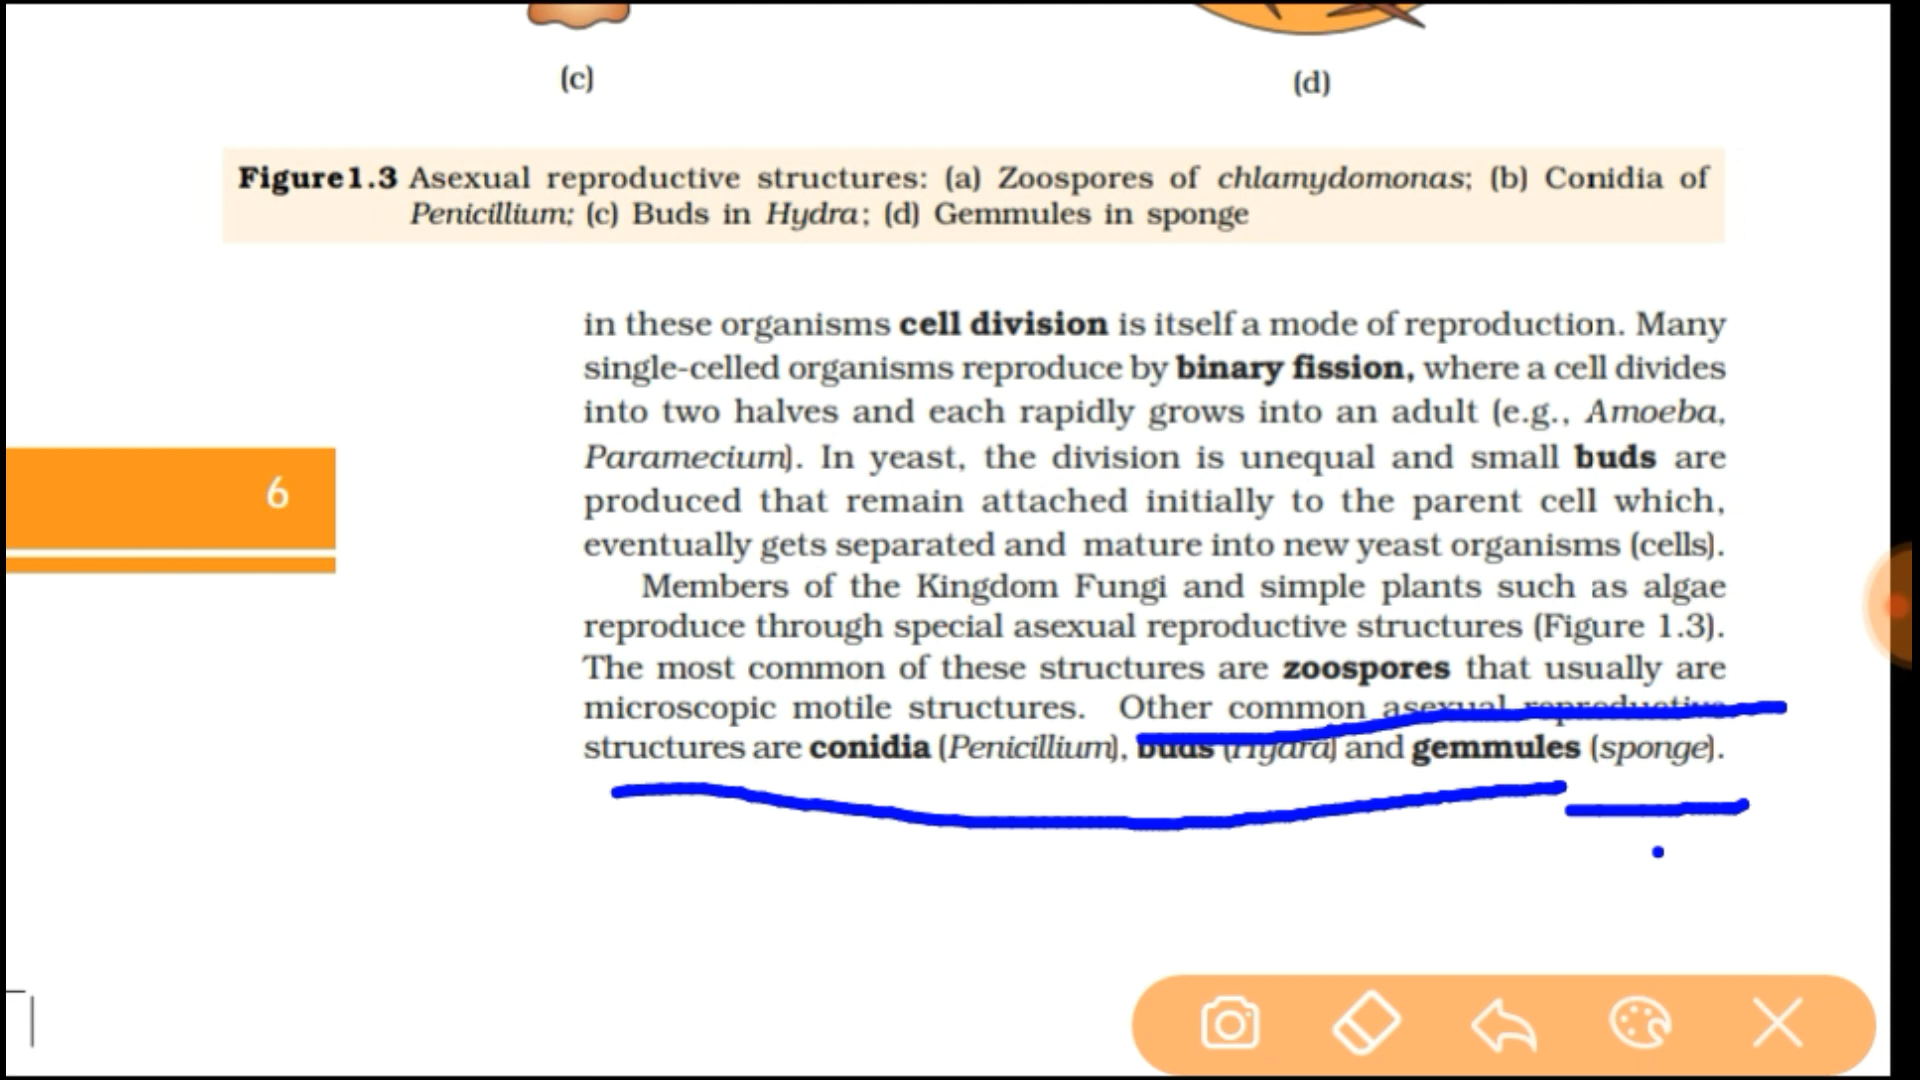 (c)
(d)
Figure1.3 Asexual reproductive structures: (a) Zoospores of chlamydomonas; (b) Conidia of
Penicillium; (c) Buds in Hydra; (d) Gemmules in sponge
in these organisms cell division is itself a mode of reproduction. Many
single-celled organisms reproduce by binary fission, where a cell divides
into two halves and each rapidly grows into an adult (e.g., Amoeba,
Paramecium). In yeast, the division is unequal and small buds are
6
produced that remain attached initially to the parent cell which,
eventually gets separated and mature into new yeast organisms (cells).
Members of the Kingdom Fungi and simple plants such as algae
reproduce through special asexual reproductive structures (Figure 1.3).
The most common of these structures are zoospores that usually are
microscopic motile structures. Other common asexual reproductive
structures are conidia (Penicillium), buds (Hydra) and gemmules (sponge).